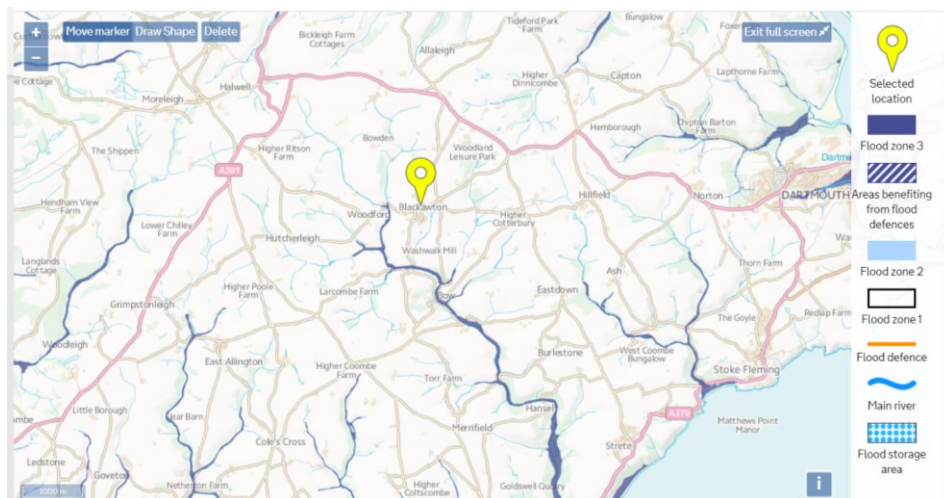 +
−
Move marker
Draw Shape
Delete
Exit full screen
Bickleigh Farm
Cottages
Allaleigh
Tideford Park
Farm
Bungalow
Higher
Dinnicombe
Capton
Lapthorne Farm
Moreleigh
Halwell
Chipton Barton
Farm
Hemborough
The Shippen
Higher Ritson
Farm
Bowden
Woodland
Leisure Park
A381
Hendham View
Farm
Woodford
Blackawton
Hillfield
Norton
DARTMOUTH
Lower Chilley
Farm
Higher
Cotterbury
Hutcherleigh
Washwalk Mill
Langlands
Cottage
Ash
Thorn Farm
Higher Poole
Farm
Larcombe Farm
Bow
Eastdown
Grimpstonleigh
The Goyle
Redlap Farm
Woodleigh
East Allington
Higher Coombe
Farm
Torr Farm
Burlestone
West Coombe
Bungalow
Stoke Fleming
Little Borough
Hansel
A379
Matthews Point
Manor
Cole's Cross
Merrifield
Strete
Ledstone
Goveton
Netherton Farm
Higher
Coltscombe
Goldswell Quarry
1000 m
i
Selected
location
Flood zone 3
Areas benefiting
from flood
defences
Flood zone 2
Flood zone 1
Flood defence
Main river
Flood storage
area